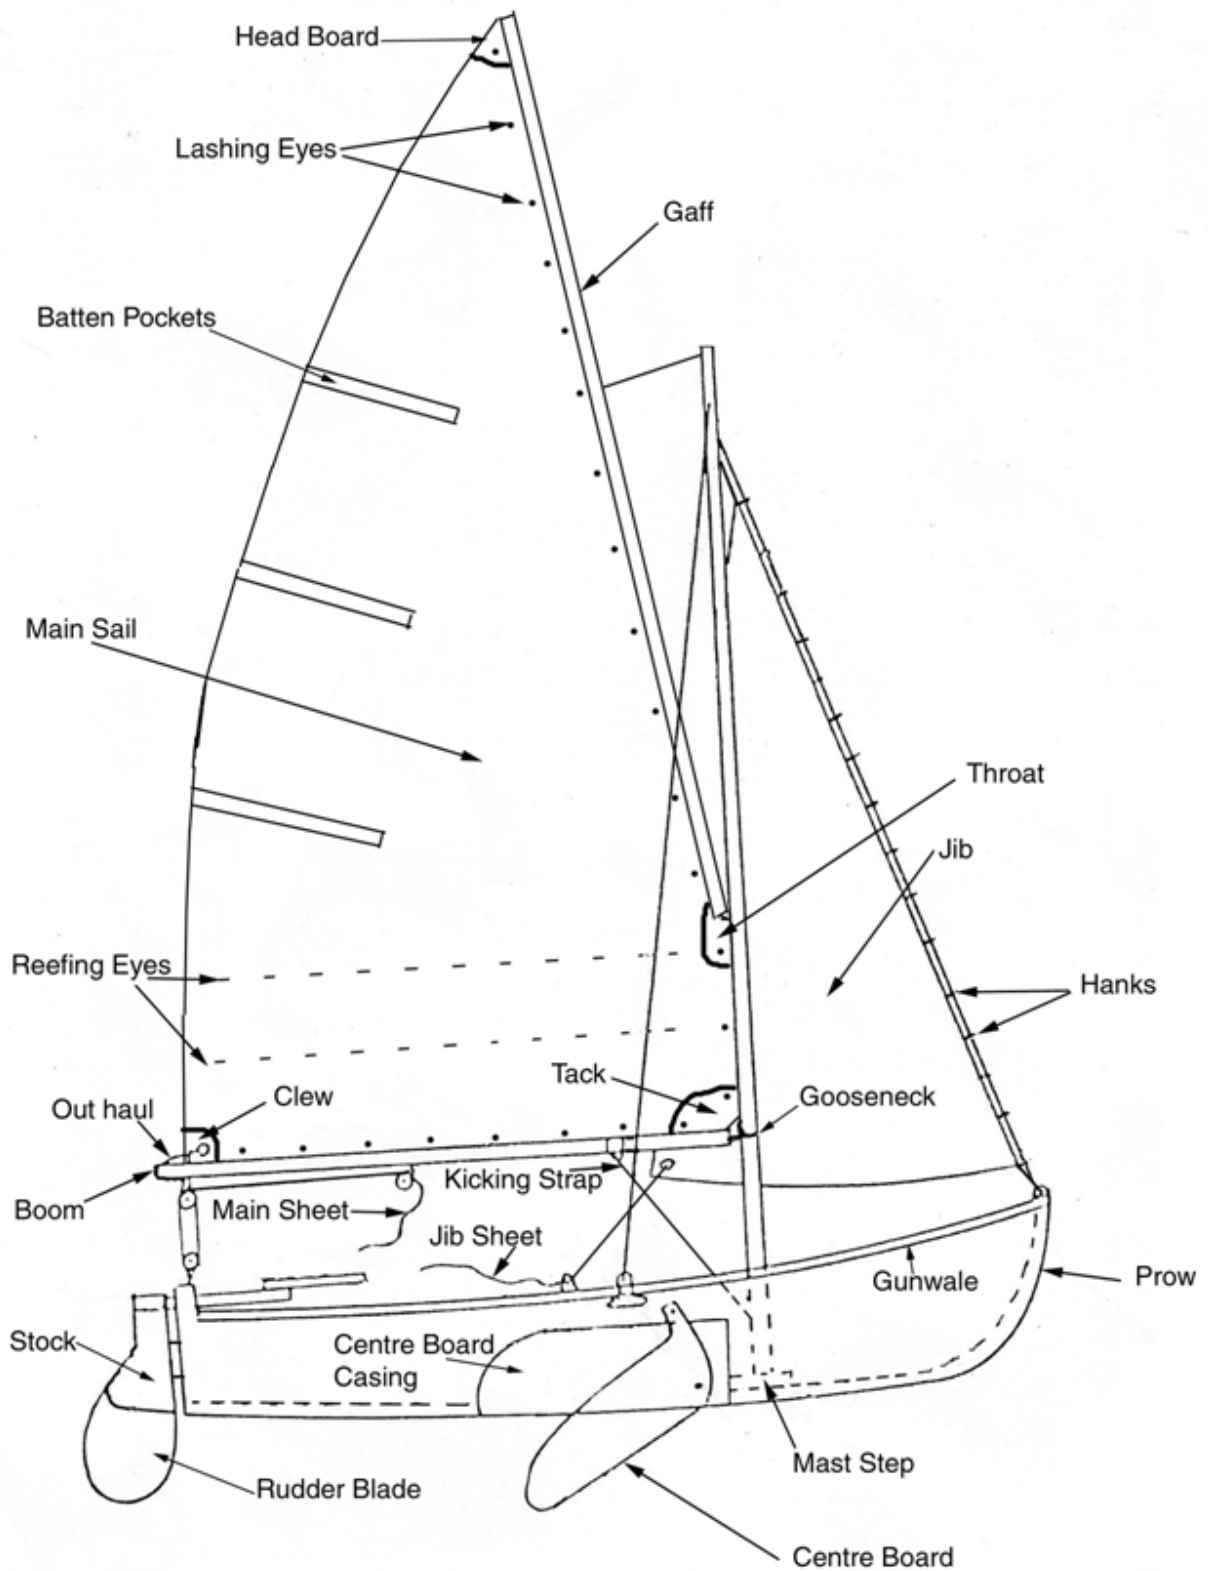 Head Board
Lashing Eyes
Gaff
Batten Pockets
Main Sail
Throat
Jib
Reefing Eyes
Hanks
Tack
Clew
Gooseneck
Out haul
Kicking Strap
Boom
Main Sheet
Jib Sheet
Gunwale
Prow
Stock
Centre Board
Casing
Mast Step
Rudder Blade
Centre Board